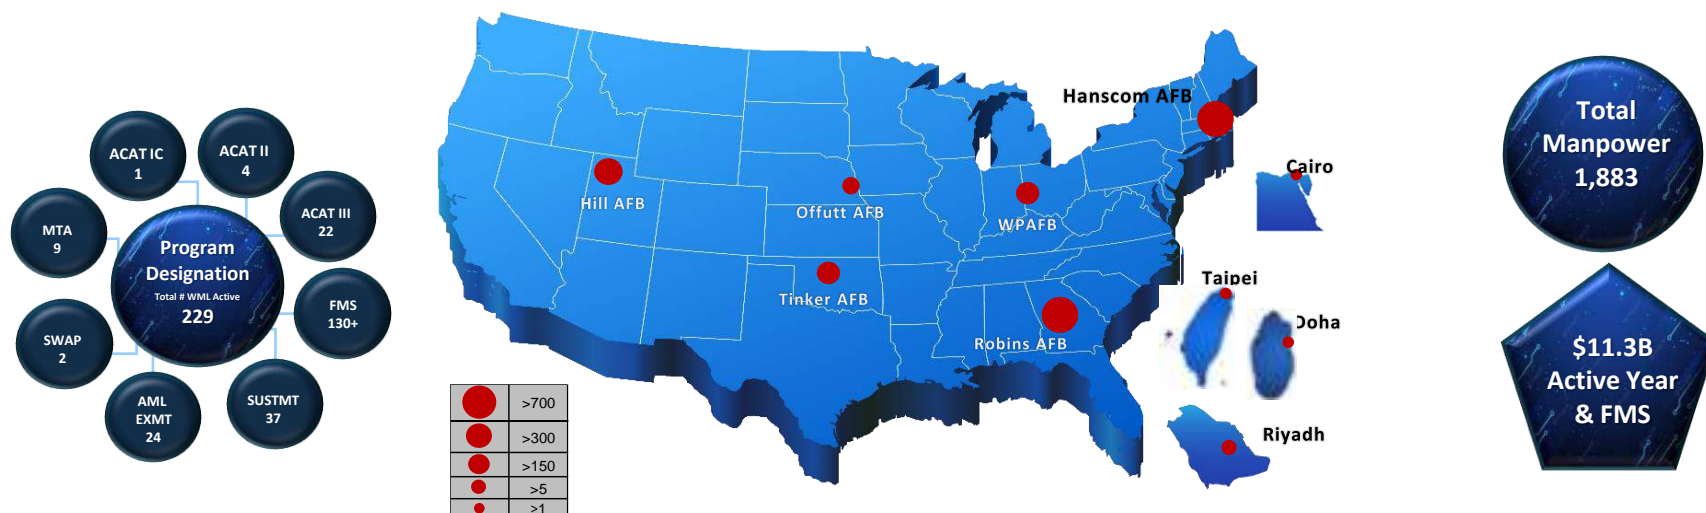 ACAT IC
1
ACAT II
4
ACAT III
22
MTA
9
Program
Designation
Total # WML Active
229
FMS
130+
SWAP
2
AML
EXMT
24
SUSTMT
37
Hanscom AFB
Hill AFB
Offutt AFB
WPAFB
Tinker AFB
Robins AFB
Cairo
Taipei
Doha
Riyadh
>700
>300
>150
>5
>1
Total
Manpower
1,883
$11.3B
Active Year
& FMS